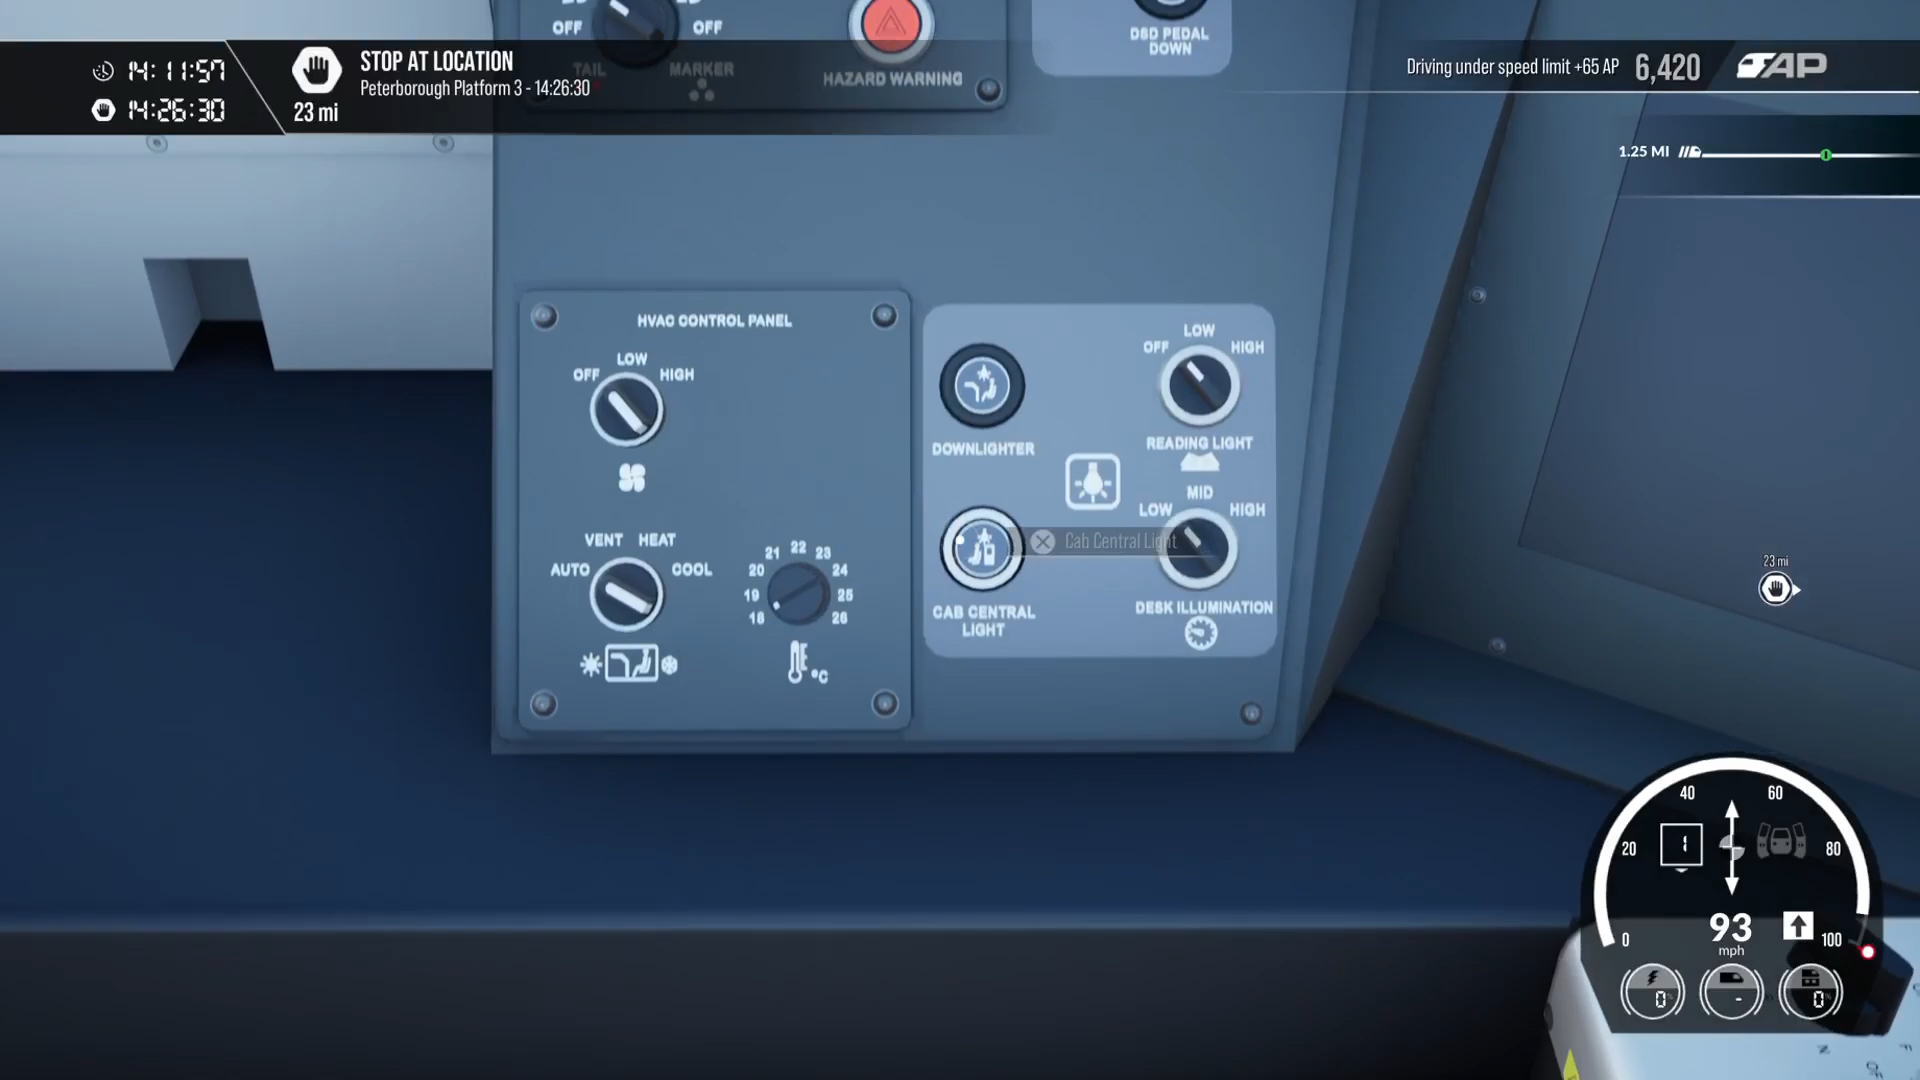 14:11:57
14:26:30
STOP AT LOCATION
Peterborough Platform 3 - 14:26:30
23 mi
OFF
OFF
TAIL
MARKER
HAZARD WARNING
DSD PEDAL
DOWN
Driving under speed limit +65 AP
6,420
AP
1.25 MI
HVAC CONTROL PANEL
OFF
LOW
HIGH
AUTO
VENT
HEAT
COOL
18
19
20
21
22
23
24
25
26
°C
DOWNLIGHTER
OFF
LOW
HIGH
READING LIGHT
CAB CENTRAL
LIGHT
Cab Central Light
LOW
MID
HIGH
DESK ILLUMINATION
23 mi
0
20
40
60
80
100
1
93
mph
0
-
0
N
F